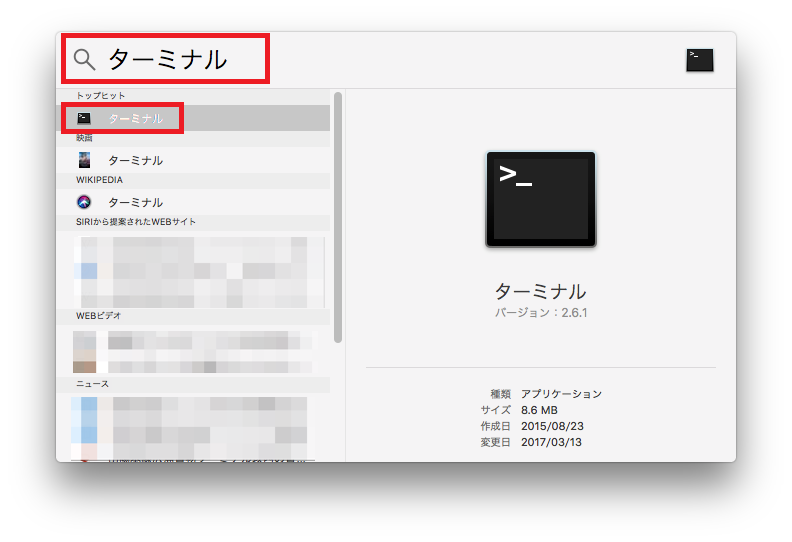 ターミナル
トップヒット
ターミナル
映画
ターミナル
WIKIPEDIA
ターミナル
SIRIから提案されたWEBサイト
WEBビデオ
ニュース
>_
ターミナル
バージョン：2.6.1
種類 アプリケーション
サイズ 8.6 MB
作成日 2015/08/23
変更日 2017/03/13